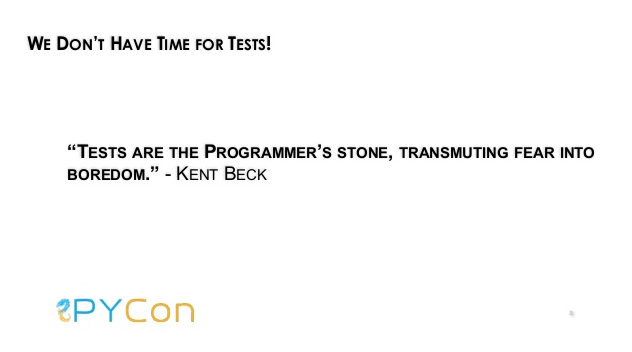 WE DON'T HAVE TIME FOR TESTS!
“TESTS ARE THE PROGRAMMER’S STONE, TRANSMUTING FEAR INTO
BOREDOM.” - KENT BECK
PYCon